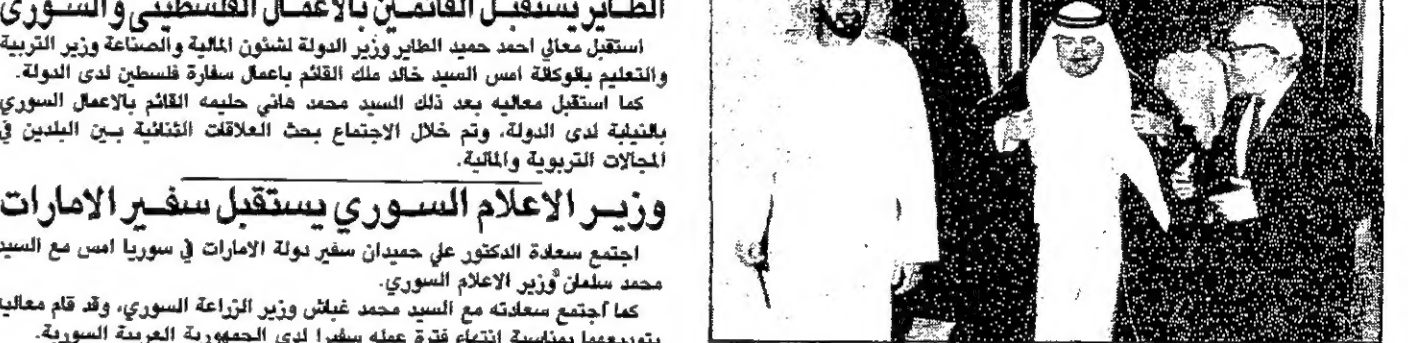 الطاير يستقبل القائمين بالاعمال الفلسطيني والسوري
استقبل معالي احمد حميد الطاير وزير الدولة لشئون المالية والصناعة وزير التربية
والتعليم بالوكالة امس السيد خالد ملك القائم باعمال سفارة فلسطين لدى الدولة.
كما استقبل معاليه بعد ذلك السيد محمد هاني حليمه القائم بالاعمال السوري
بالنيابة لدى الدولة، وتم خلال الاجتماع بحث العلاقات الثنائية بين البلدين في
المجالات التربوية والمالية.
وزير الاعلام السوري يستقبل سفير الامارات
اجتمع سعادة الدكتور علي حميدان سفير دولة الامارات في سوريا امس مع السيد
محمد سلمان وزير الاعلام السوري.
كما اجتمع سعادته مع السيد محمد غباش وزير الزراعة السوري، وقد قام معاليه
بتوديعهما بمناسبة انتهاء فترة عمله سفيرا لدى الجمهورية العربية السورية.